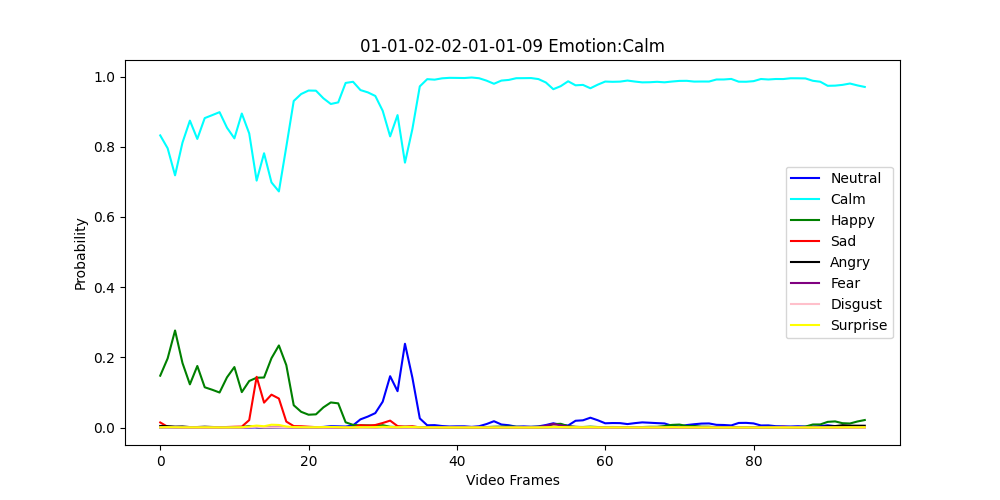 01-01-02-02-01-01-09 Emotion:Calm
1.0
0.8
0.6
0.4
0.2
0.0
Probability
0 20 40 60 80
Video Frames
Neutral
Calm
Happy
Sad
Angry
Fear
Disgust
Surprise